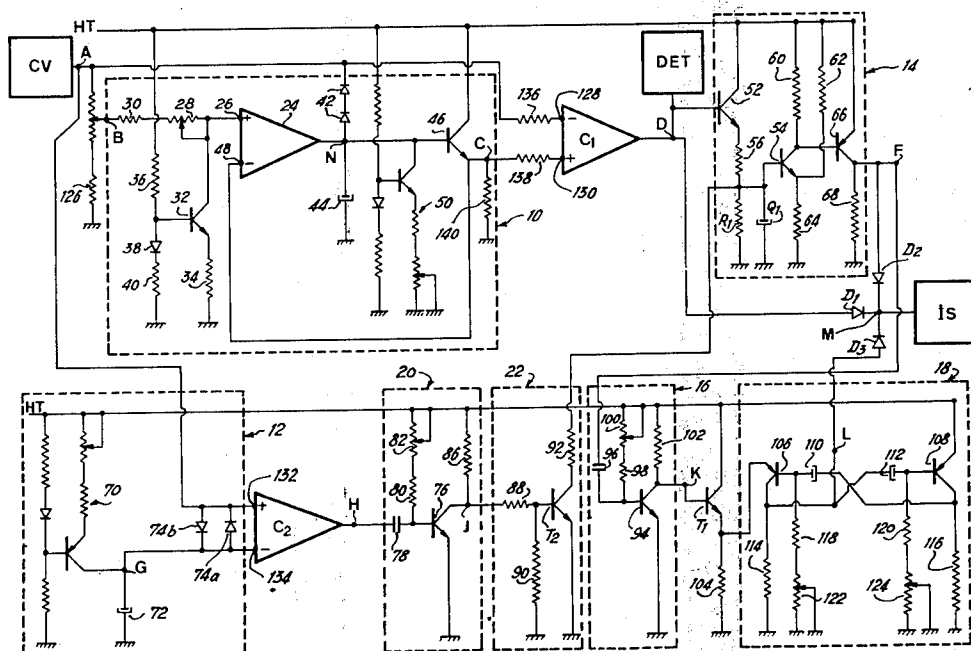 HT
CV
A
DET
14
60
62
10
30
28
26
24
42
136
128
52
B
46
C1
D
54
66
F
48
N
C
130
56
36
138
126
32
44
50
R1
Q1
64
68
38
140
10
D2
40
34
D1
Is
M
D3
20
22
16
18
HT
12
82
86
92
100
102
L
96
98
106
110
112
108
70
132
80
88
K
74b
74a
C2
H
76
J
T2
94
T1
118
120
G
78
134
90
104
114
122
124
116
72